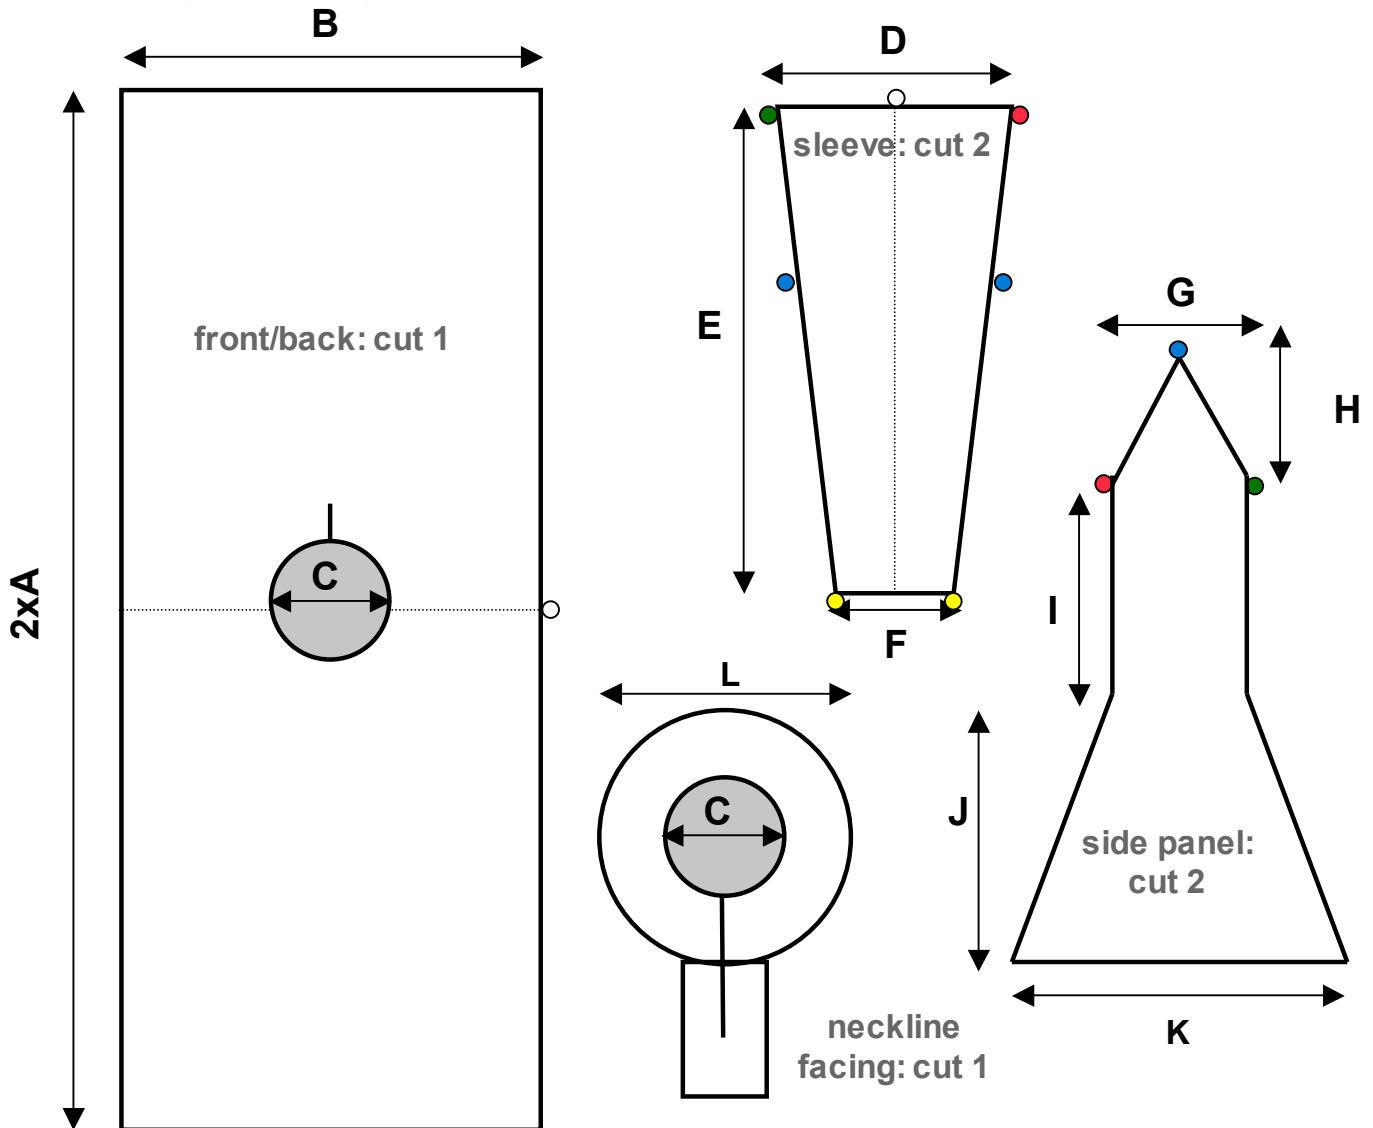 B
D
sleeve: cut 2
G
E
front/back: cut 1
H
C
2xA
I
F
L
C
J
side panel:
cut 2
neckline
facing: cut 1
K